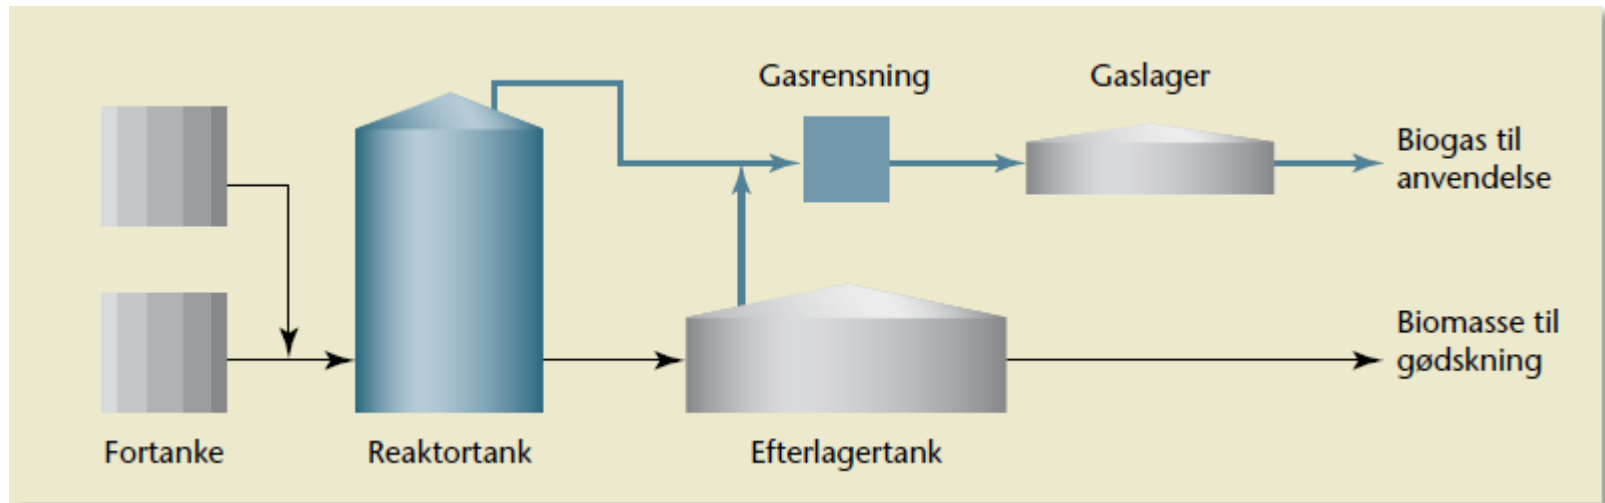 Gasrensning
Gaslager
Biogas til
anvendelse
Biomasse til
gødskning
Fortanke
Reaktortank
Efterlagertank